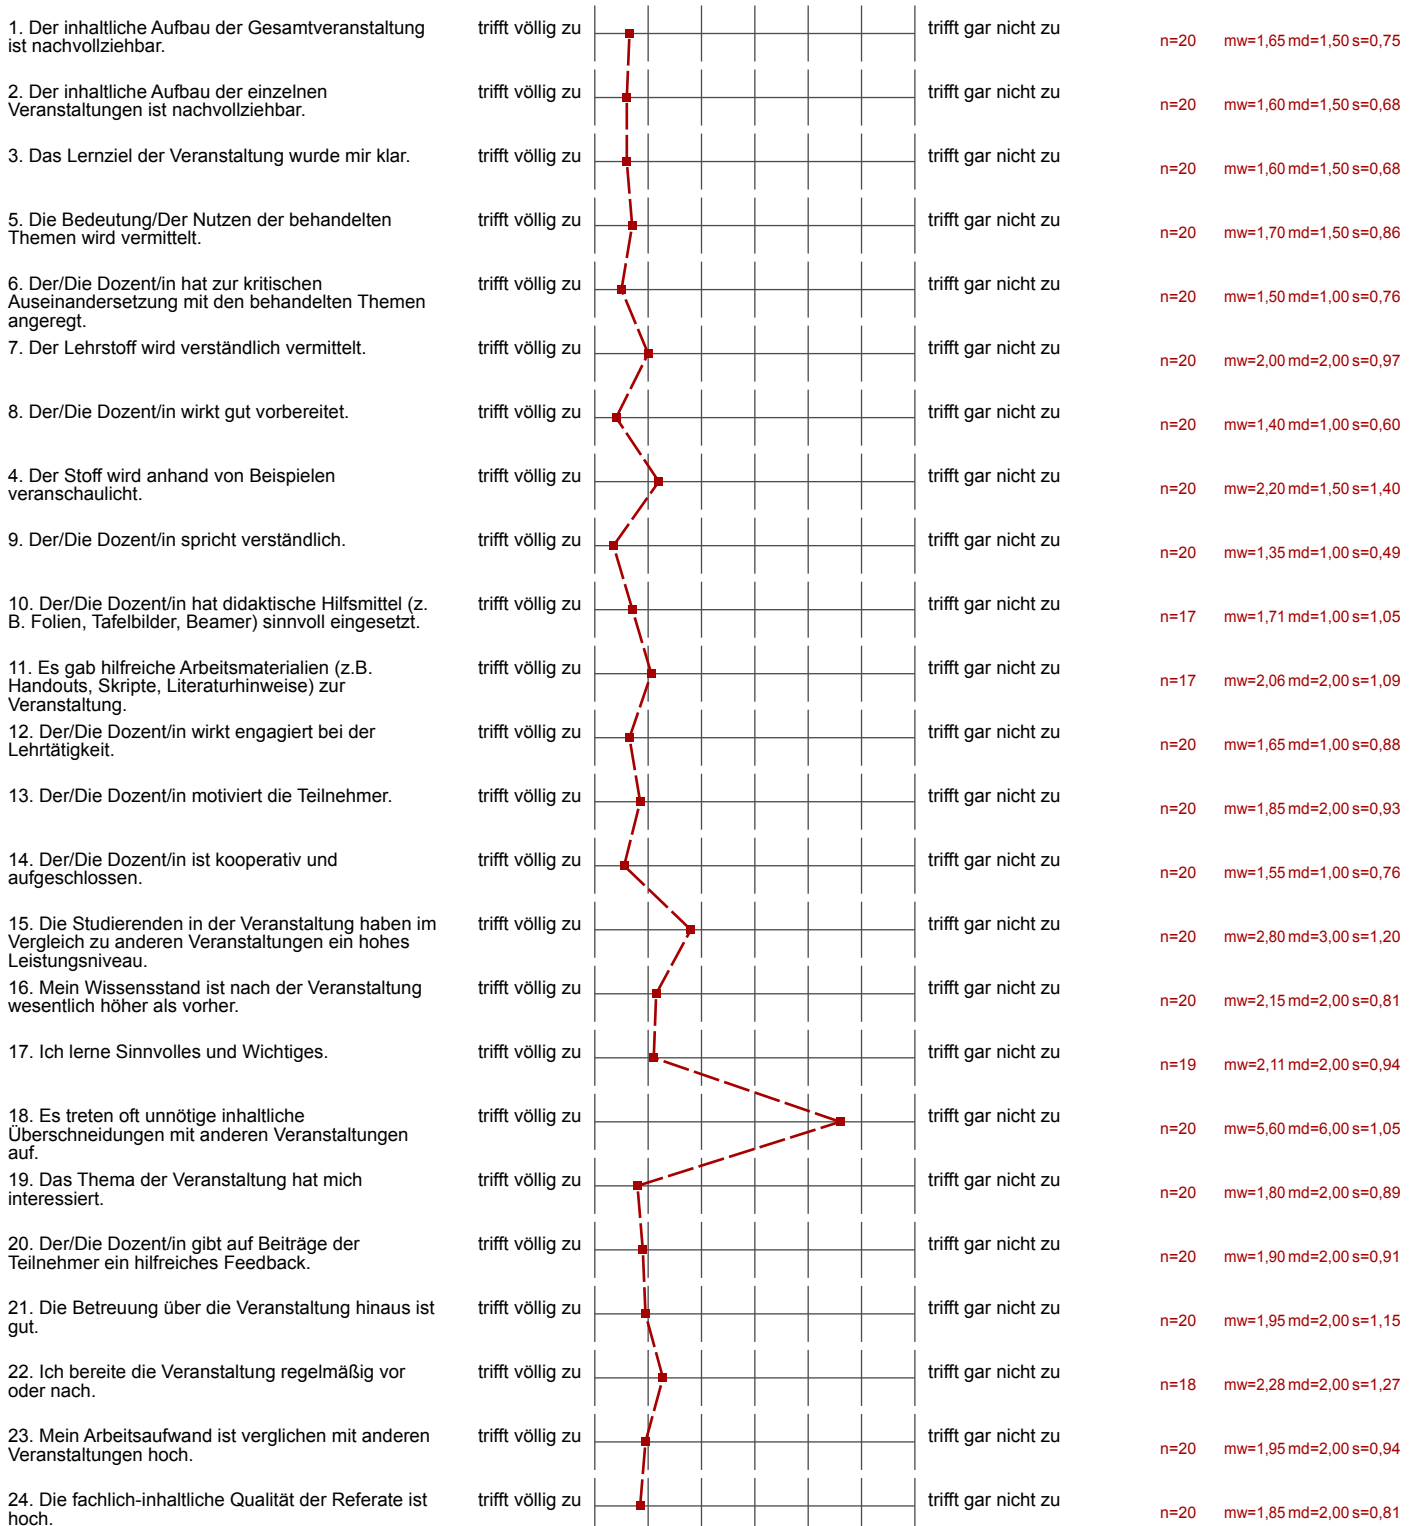 1. Der inhaltliche Aufbau der Gesamtveranstaltung
ist nachvollziehbar.
trifft völlig zu
trifft gar nicht zu
n=20 mw=1,65 md=1,50 s=0,75
2. Der inhaltliche Aufbau der einzelnen
Veranstaltungen ist nachvollziehbar.
trifft völlig zu
trifft gar nicht zu
n=20 mw=1,60 md=1,50 s=0,68
3. Das Lernziel der Veranstaltung wurde mir klar.
trifft völlig zu
trifft gar nicht zu
n=20 mw=1,60 md=1,50 s=0,68
5. Die Bedeutung/Der Nutzen der behandelten
Themen wird vermittelt.
trifft völlig zu
trifft gar nicht zu
n=20 mw=1,70 md=1,50 s=0,86
6. Der/Die Dozent/in hat zur kritischen
Auseinandersetzung mit den behandelten Themen
angeregt.
trifft völlig zu
trifft gar nicht zu
n=20 mw=1,50 md=1,00 s=0,76
7. Der Lehrstoff wird verständlich vermittelt.
trifft völlig zu
trifft gar nicht zu
n=20 mw=2,00 md=2,00 s=0,97
8. Der/Die Dozent/in wirkt gut vorbereitet.
trifft völlig zu
trifft gar nicht zu
n=20 mw=1,40 md=1,00 s=0,60
4. Der Stoff wird anhand von Beispielen
veranschaulicht.
trifft völlig zu
trifft gar nicht zu
n=20 mw=2,20 md=1,50 s=1,40
9. Der/Die Dozent/in spricht verständlich.
trifft völlig zu
trifft gar nicht zu
n=20 mw=1,35 md=1,00 s=0,49
10. Der/Die Dozent/in hat didaktische Hilfsmittel (z.
B. Folien, Tafelbilder, Beamer) sinnvoll eingesetzt.
trifft völlig zu
trifft gar nicht zu
n=17 mw=1,71 md=1,00 s=1,05
11. Es gab hilfreiche Arbeitsmaterialien (z.B.
Handouts, Skripte, Literaturhinweise) zur
Veranstaltung.
trifft völlig zu
trifft gar nicht zu
n=17 mw=2,06 md=2,00 s=1,09
12. Der/Die Dozent/in wirkt engagiert bei der
Lehrtätigkeit.
trifft völlig zu
trifft gar nicht zu
n=20 mw=1,65 md=1,00 s=0,88
13. Der/Die Dozent/in motiviert die Teilnehmer.
trifft völlig zu
trifft gar nicht zu
n=20 mw=1,85 md=2,00 s=0,93
14. Der/Die Dozent/in ist kooperativ und
aufgeschlossen.
trifft völlig zu
trifft gar nicht zu
n=20 mw=1,55 md=1,00 s=0,76
15. Die Studierenden in der Veranstaltung haben im
Vergleich zu anderen Veranstaltungen ein hohes
Leistungsniveau.
trifft völlig zu
trifft gar nicht zu
n=20 mw=2,80 md=3,00 s=1,20
16. Mein Wissensstand ist nach der Veranstaltung
wesentlich höher als vorher.
trifft völlig zu
trifft gar nicht zu
n=20 mw=2,15 md=2,00 s=0,81
17. Ich lerne Sinnvolles und Wichtiges.
trifft völlig zu
trifft gar nicht zu
n=19 mw=2,11 md=2,00 s=0,94
18. Es treten oft unnötige inhaltliche
Überschneidungen mit anderen Veranstaltungen
auf.
trifft völlig zu
trifft gar nicht zu
n=20 mw=5,60 md=6,00 s=1,05
19. Das Thema der Veranstaltung hat mich
interessiert.
trifft völlig zu
trifft gar nicht zu
n=20 mw=1,80 md=2,00 s=0,89
20. Der/Die Dozent/in gibt auf Beiträge der
Teilnehmer ein hilfreiches Feedback.
trifft völlig zu
trifft gar nicht zu
n=20 mw=1,90 md=2,00 s=0,91
21. Die Betreuung über die Veranstaltung hinaus ist
gut.
trifft völlig zu
trifft gar nicht zu
n=20 mw=1,95 md=2,00 s=1,15
22. Ich bereite die Veranstaltung regelmäßig vor
oder nach.
trifft völlig zu
trifft gar nicht zu
n=18 mw=2,28 md=2,00 s=1,27
23. Mein Arbeitsaufwand ist verglichen mit anderen
Veranstaltungen hoch.
trifft völlig zu
trifft gar nicht zu
n=20 mw=1,95 md=2,00 s=0,94
24. Die fachlich-inhaltliche Qualität der Referate ist
hoch.
trifft völlig zu
trifft gar nicht zu
n=20 mw=1,85 md=2,00 s=0,81